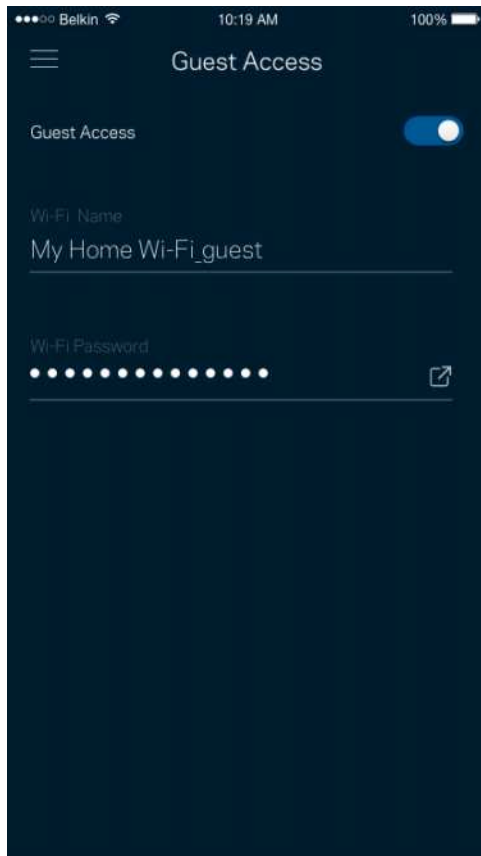 Belkin 10:19 AM 100%
Guest Access
Guest Access
Wi-Fi Name
My Home Wi-Fi_guest
Wi-Fi Password
••••••••••••••